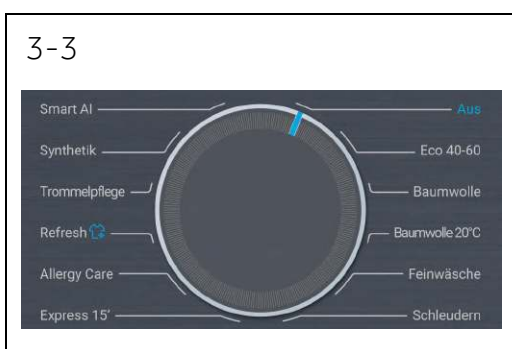 3-3
Smart AI
Aus
Synthetik
Eco 40-60
Trommelpflege
Baumwolle
Refresh
Baumwolle 20°C
Allergy Care
Feinwäsche
Express 15'
Schleudern